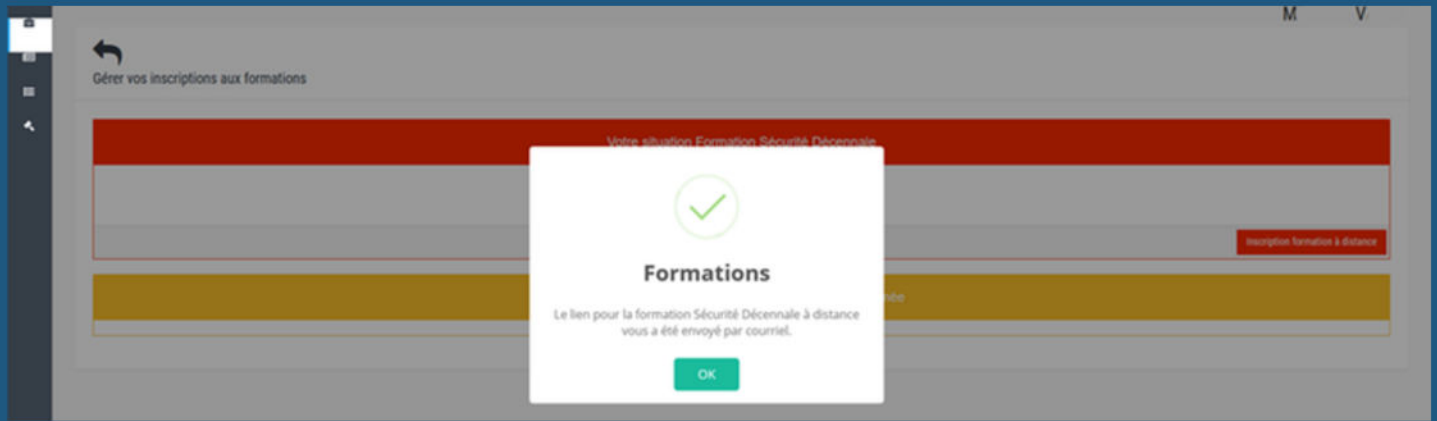 M V
Gérer vos inscriptions aux formations
Votre situation Formation Sécurité Décennale
Inscription formation à distance
Formations
Le lien pour la formation Sécurité Décennale à distance
vous a été envoyé par courriel.
OK